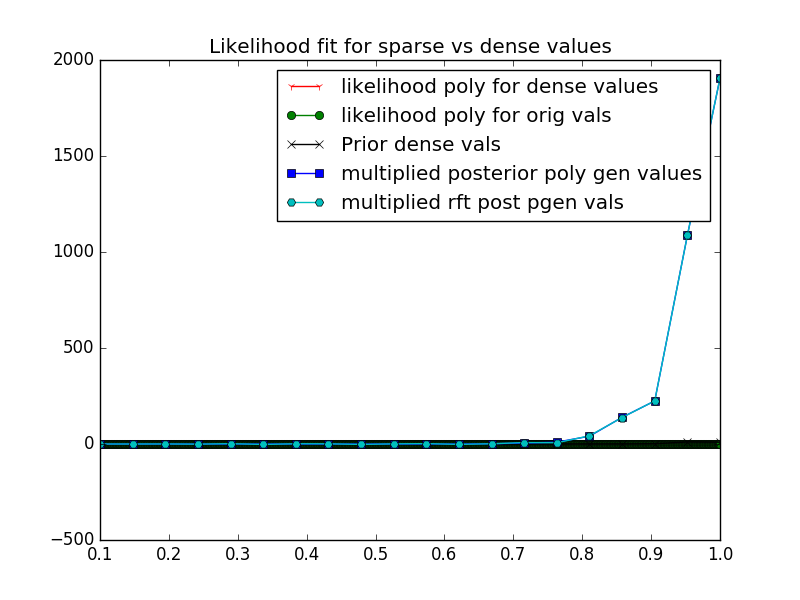 Likelihood fit for sparse vs dense values
2000
1500
1000
500
0
−500
likelihood poly for dense values
likelihood poly for orig vals
Prior dense vals
multiplied posterior poly gen values
multiplied rft post pgen vals
0.1 0.2 0.3 0.4 0.5 0.6 0.7 0.8 0.9 1.0